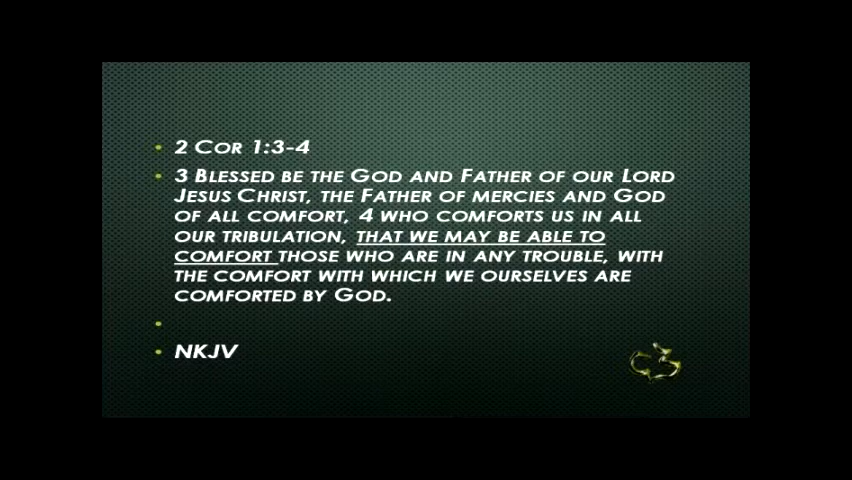 2 Cor 1:3-4
3 Blessed be the God and Father of our Lord
Jesus Christ, the Father of mercies and God
of all comfort, 4 who comforts us in all
our tribulation, that we may be able to
comfort those who are in any trouble, with
the comfort with which we ourselves are
comforted by God.
NKJV